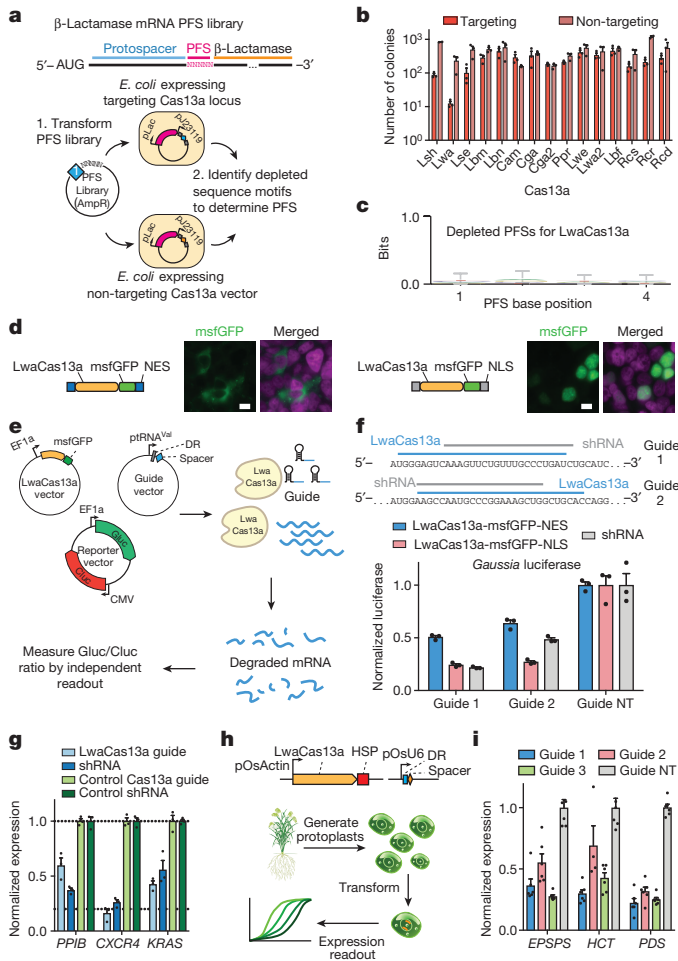 a
β-Lactamase mRNA PFS library
Protospacer PFS β-Lactamase
5′– AUG NNNNN ... –3′
E. coli expressing
targeting Cas13a locus
1. Transform
PFS library
pLac pJ23119
1 PFS
Library
(AmpR)
2. Identify depleted
sequence motifs
to determine PFS
pLac pJ23119
E. coli expressing
non-targeting Cas13a vector
b
Targeting Non-targeting
Number of colonies
10³
10²
10¹
10⁰
Lsh Lwa Lse Lbm Lbn Cam Cga Cga2 Ppr Lwe Lwa2 Lbf Rcs Rcr Rcd
Cas13a
c
Depleted PFSs for LwaCas13a
Bits
1.0
0.0
1 4
PFS base position
d
msfGFP Merged
LwaCas13a msfGFP NES
msfGFP Merged
LwaCas13a msfGFP NLS
e
EF1a
msfGFP
LwaCas13a
vector
ptRNAVal
DR
Spacer
Guide
vector
EF1a
Gluc
Reporter
vector
Cluc
CMV
Lwa
Cas13a
Guide
Lwa
Cas13a
Degraded mRNA
Measure Gluc/Cluc
ratio by independent
readout
f
LwaCas13a shRNA Guide
1
5′– AUGGGAGUCAAAGUUCUGUUUGCCCUGAUCUGCAUC... –3′
shRNA LwaCas13a Guide
2
5′– ...AUGGAAGCCAAUGCCCGGAAAGCUGGCUGCACCAGG... –3′
LwaCas13a-msfGFP-NES
LwaCas13a-msfGFP-NLS
shRNA
Gaussia luciferase
Normalized luciferase
1.0
0.5
0.0
Guide 1 Guide 2 Guide NT
g
LwaCas13a guide
shRNA
Control Cas13a guide
Control shRNA
Normalized expression
1.0
0.5
0
PPIB CXCR4 KRAS
h
LwaCas13a HSP
pOsActin
pOsU6 DR
Spacer
Generate
protoplasts
Transform
Expression
readout
i
Guide 1 Guide 2
Guide 3 Guide NT
Normalized expression
1.0
0.5
0
EPSPS HCT PDS